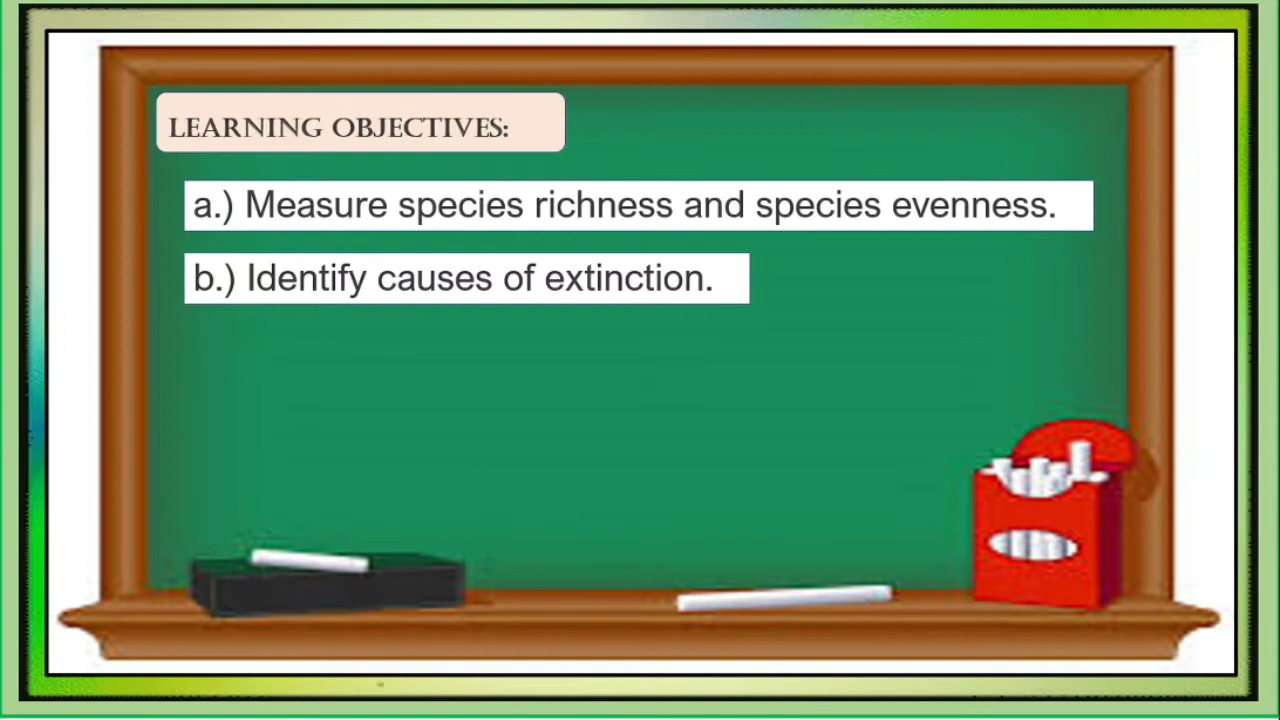 LEARNING OBJECTIVES:
a.) Measure species richness and species evenness.
b.) Identify causes of extinction.